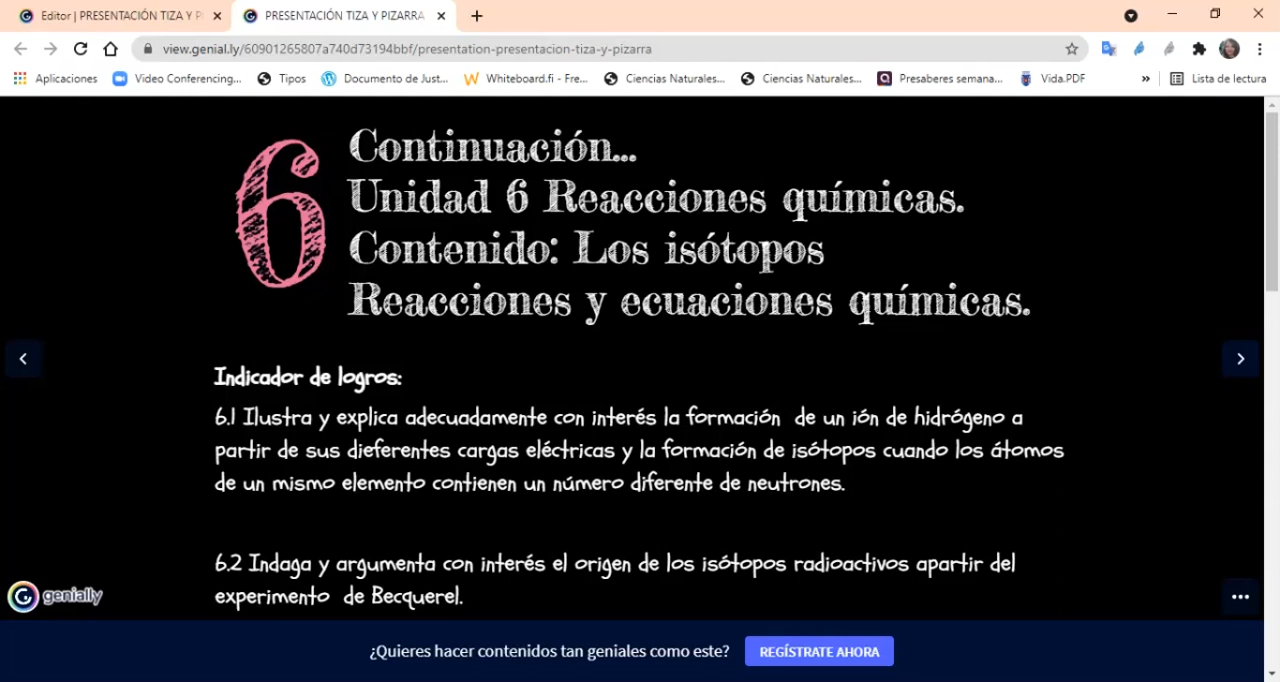 Editor | PRESENTACIÓN TIZA Y PI
PRESENTACIÓN TIZA Y PIZARRA
view.genial.ly/60901265807a740d73194bbf/presentation-presentacion-tiza-y-pizarra
Aplicaciones
Video Conferencing...
Tipos
Documento de Just...
Whiteboard.fi - Fre...
Ciencias Naturales...
Ciencias Naturales...
Presaberes semana...
Vida.PDF
»
Lista de lectura
6
Continuación...
Unidad 6 Reacciones químicas.
Contenido: Los isótopos
Reacciones y ecuaciones químicas.
Indicador de logros:
6.1 Ilustra y explica adecuadamente con interés la formación de un ión de hidrógeno a
partir de sus dieferentes cargas eléctricas y la formación de isótopos cuando los átomos
de un mismo elemento contienen un número diferente de neutrones.
6.2 Indaga y argumenta con interés el origen de los isótopos radioactivos apartir del
experimento de Becquerel.
genially
¿Quieres hacer contenidos tan geniales como este?
REGÍSTRATE AHORA